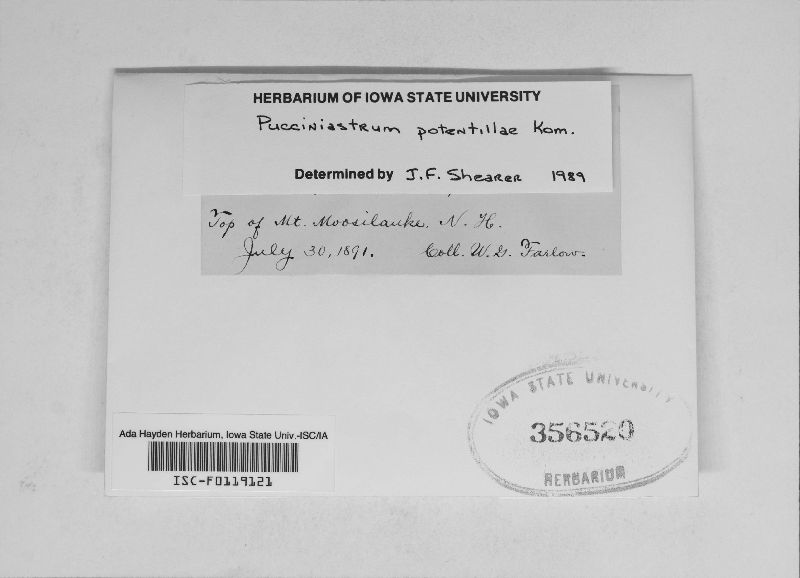 HERBARIUM OF IOWA STATE UNIVERSITY
Pucciniastrum potentillae Kom.
Determined by J.F. Shearer 1989
Top of Mt. Moosilauke, N. H.
July 30, 1891. Coll. W. G. Farlow.
IOWA STATE UNIVERSITY
356520
HERBARIUM
Ada Hayden Herbarium, Iowa State Univ.-ISC/IA
ISC-F0119121